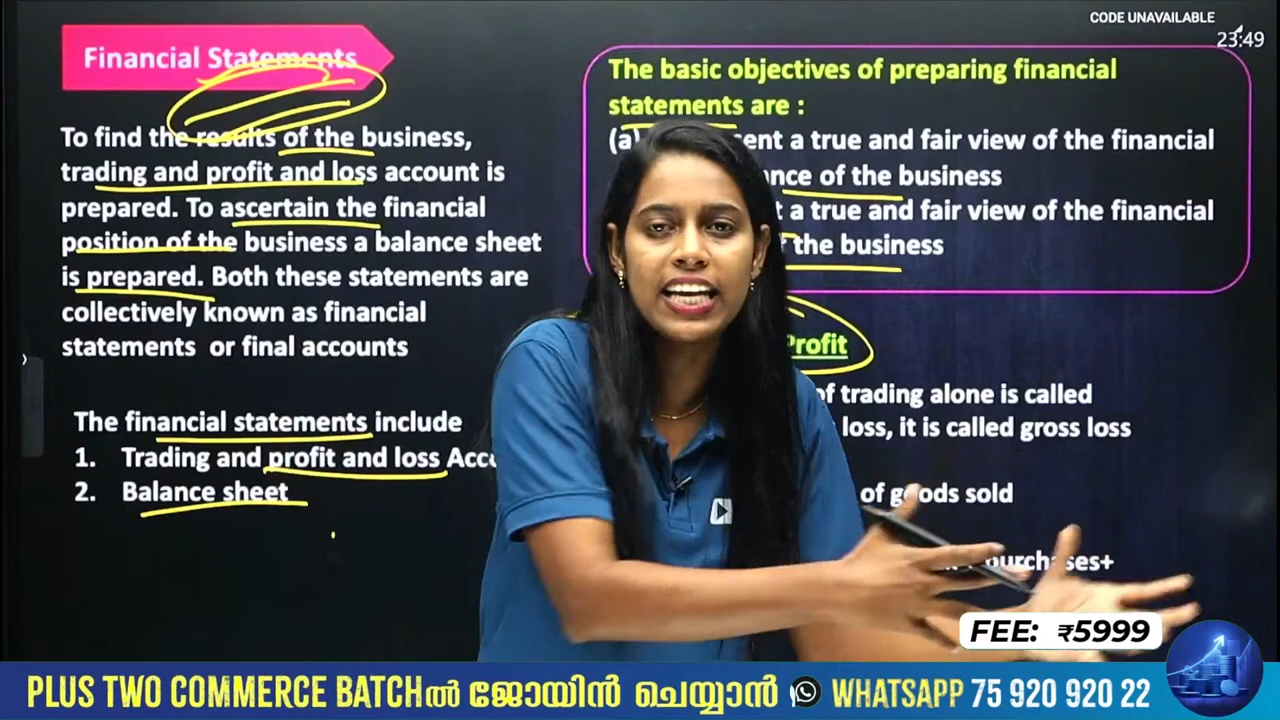 CODE UNAVAILABLE
23:49
Financial Statements
To find the results of the business,
trading and profit and loss account is
prepared. To ascertain the financial
position of the business a balance sheet
is prepared. Both these statements are
collectively known as financial
statements or final accounts
The financial statements include
1. Trading and profit and loss
2. Balance sheet
The basic objectives of preparing financial
statements are :
(a) a true and fair view of the financial
of the business
a true and fair view of the financial
the business
Profit
of trading alone is called
loss, it is called gross loss
of goods sold
purchases+
FEE: ₹5999
PLUS TWO COMMERCE BATCHൽ ജോയിൻ ചെയ്യാൻ WHATSAPP 75 920 920 22